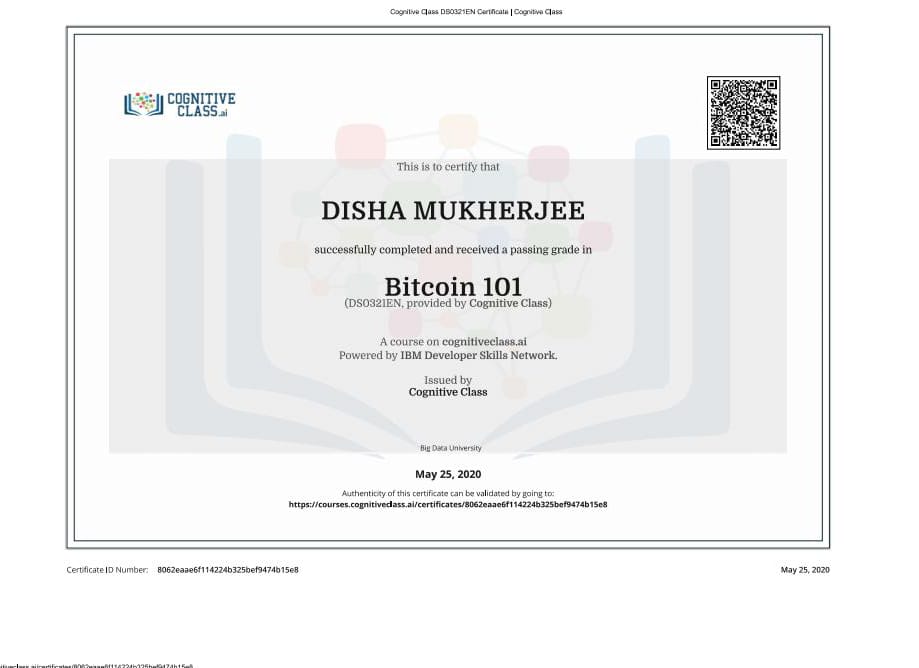 Cognitive Class DS0321EN Certificate | Cognitive Class
COGNITIVE
CLASS.ai
This is to certify that
DISHA MUKHERJEE
successfully completed and received a passing grade in
Bitcoin 101
(DS0321EN, provided by Cognitive Class)
A course on cognitiveclass.ai
Powered by IBM Developer Skills Network.
Issued by
Cognitive Class
Big Data University
May 25, 2020
Authenticity of this certificate can be validated by going to:
https://courses.cognitiveclass.ai/certificates/8062eaae6f114224b325bef9474b15e8
Certificate ID Number: 8062eaae6f114224b325bef9474b15e8
May 25, 2020